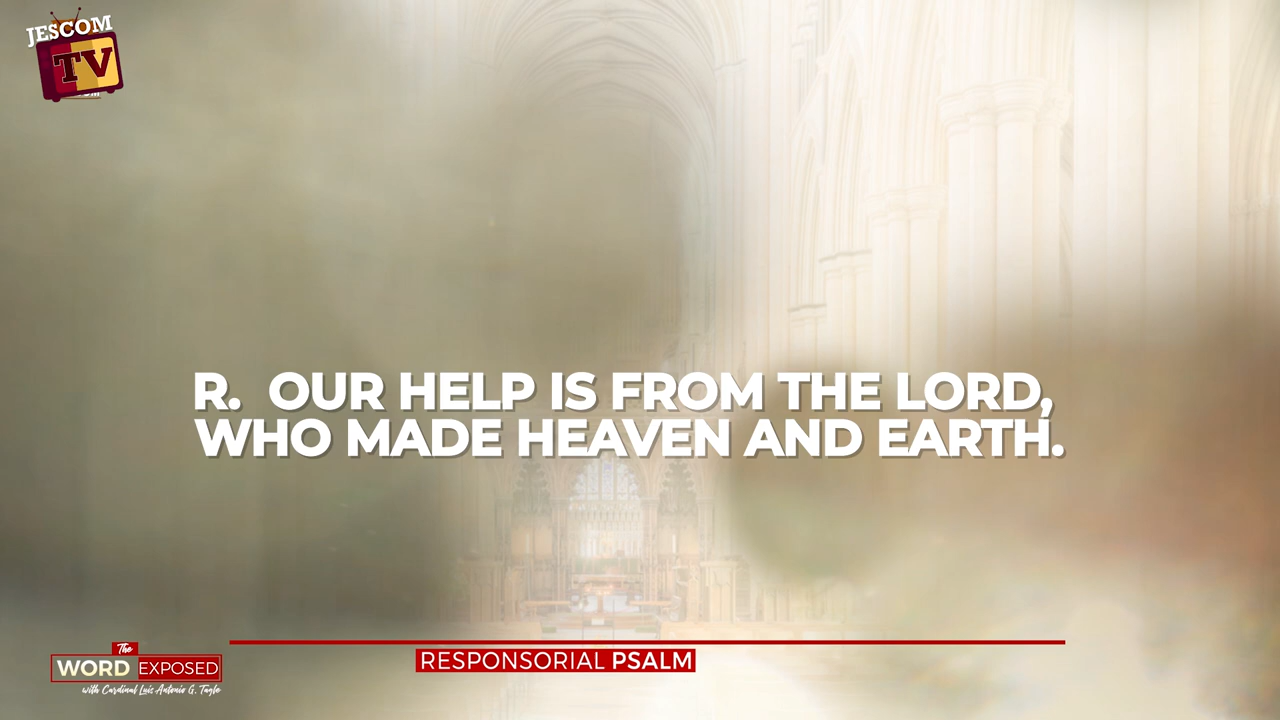 JESCOM
TV
R. OUR HELP IS FROM THE LORD,
WHO MADE HEAVEN AND EARTH.
RESPONSORIAL PSALM
The
WORD EXPOSED
with Cardinal Luis Antonio G. Tagle